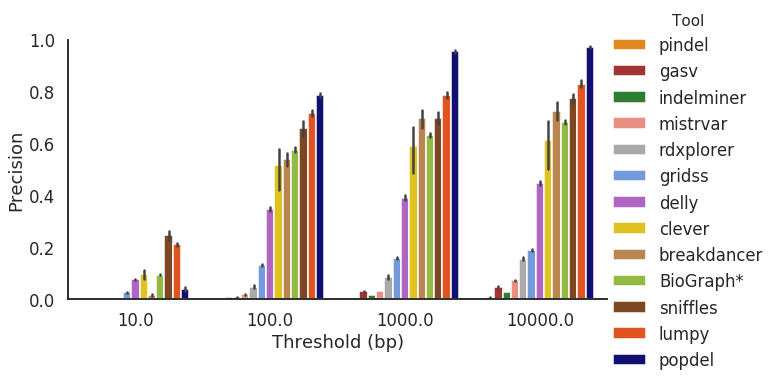 Tool
pindel
gasv
indelminer
mistrvar
rdxplorer
gridss
delly
clever
breakdancer
BioGraph*
sniffles
lumpy
popdel
Precision
1.0
0.8
0.6
0.4
0.2
0.0
10.0 100.0 1000.0 10000.0
Threshold (bp)